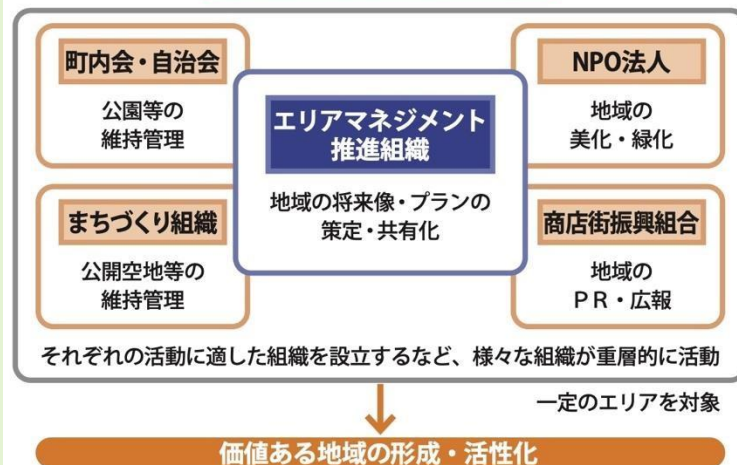 町内会・自治会
公園等の
維持管理
NPO法人
地域の
美化・緑化
エリアマネジメント
推進組織
地域の将来像・プランの
策定・共有化
まちづくり組織
公開空地等の
維持管理
商店街振興組合
地域の
ＰＲ・広報
それぞれの活動に適した組織を設立するなど、様々な組織が重層的に活動
一定のエリアを対象
価値ある地域の形成・活性化